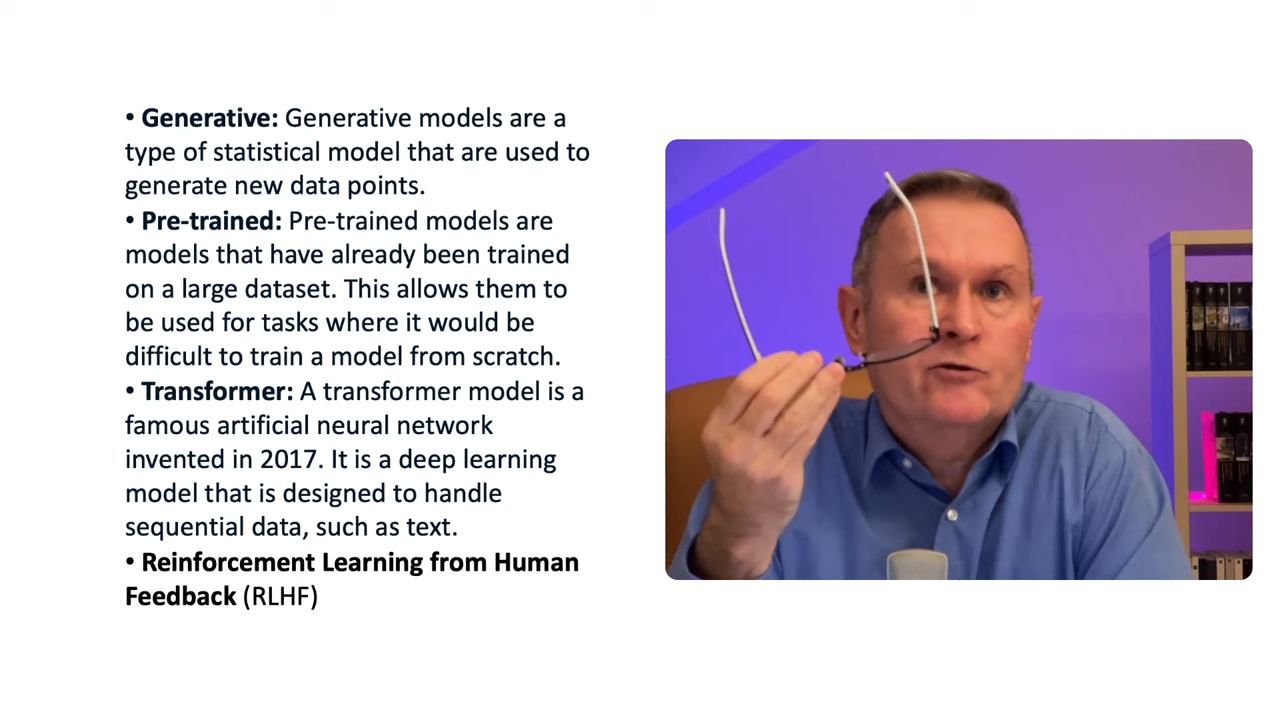 • Generative: Generative models are a
type of statistical model that are used to
generate new data points.
• Pre-trained: Pre-trained models are
models that have already been trained
on a large dataset. This allows them to
be used for tasks where it would be
difficult to train a model from scratch.
• Transformer: A transformer model is a
famous artificial neural network
invented in 2017. It is a deep learning
model that is designed to handle
sequential data, such as text.
• Reinforcement Learning from Human
Feedback (RLHF)